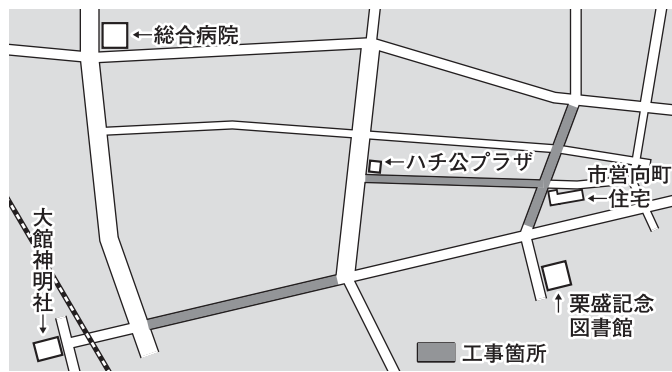 ←総合病院
←ハチ公プラザ
市営向町
←住宅
大館神明社→
↑栗盛記念
図書館
工事箇所